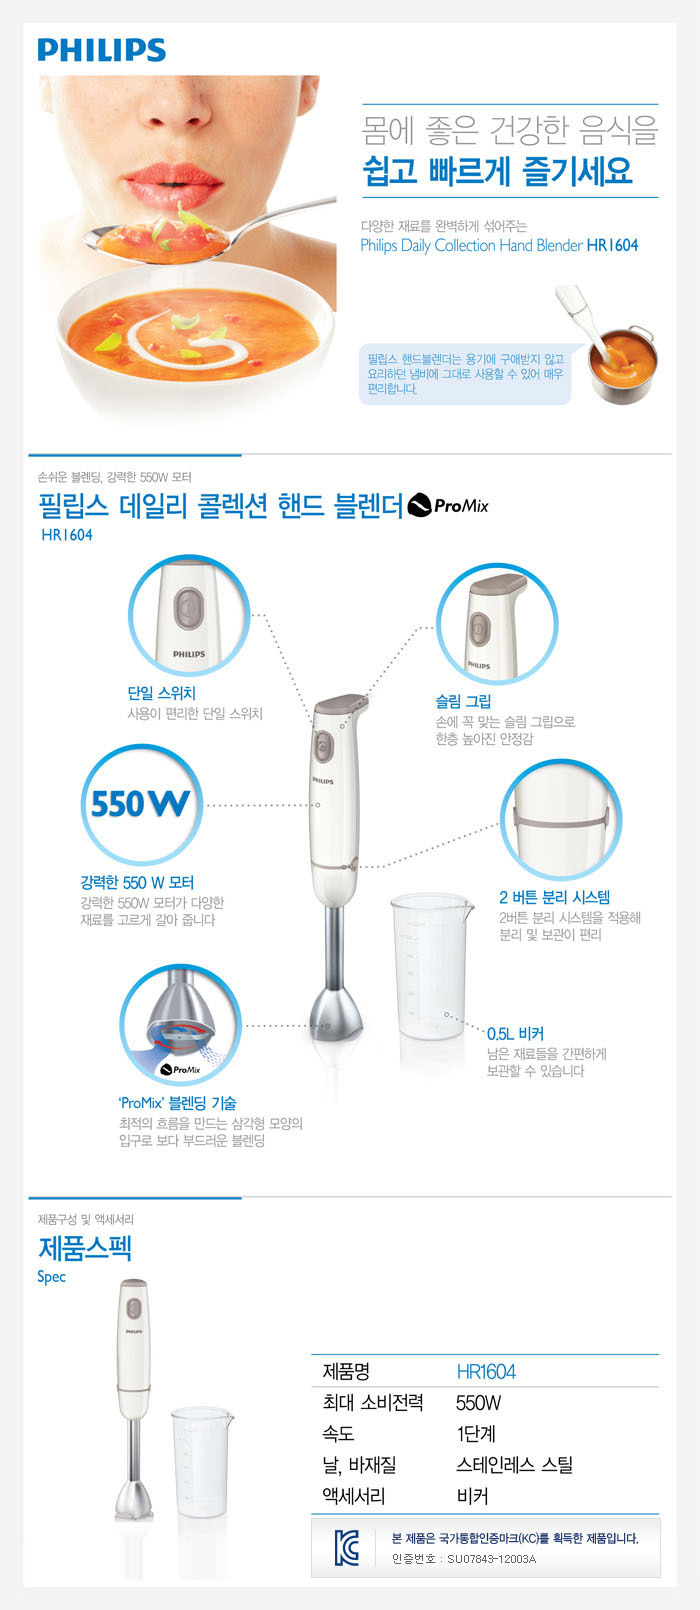 PHILIPS
몸에 좋은 건강한 음식을
쉽고 빠르게 즐기세요
다양한 재료를 완벽하게 섞어주는
Philips Daily Collection Hand Blender HR1604
필립스 핸드블렌더는 용기에 구애받지 않고
요리하던 냄비에 그대로 사용할 수 있어 매우
편리합니다.
손쉬운 블렌딩, 강력한 550W 모터
필립스 데일리 콜렉션 핸드 블렌더 ProMix
HR1604
PHILIPS
단일 스위치
사용이 편리한 단일 스위치
PHILIPS
슬림 그립
손에 꼭 맞는 슬림 그립으로
한층 높아진 안정감
PHILIPS
550W
강력한 550 W 모터
강력한 550W 모터가 다양한
재료를 고르게 갈아 줍니다
2 버튼 분리 시스템
2버튼 분리 시스템을 적용해
분리 및 보관이 편리
ProMix
'ProMix' 블렌딩 기술
최적의 흐름을 만드는 삼각형 모양의
입구로 보다 부드러운 블렌딩
0.5L 비커
남은 재료들을 간편하게
보관할 수 있습니다
제품구성 및 액세서리
제품스펙
Spec
PHILIPS
제품명 HR1604
최대 소비전력 550W
속도 1단계
날, 바재질 스테인레스 스틸
액세서리 비커
본 제품은 국가통합인증마크(KC)를 획득한 제품입니다.
인증번호 : SU07843-12003A